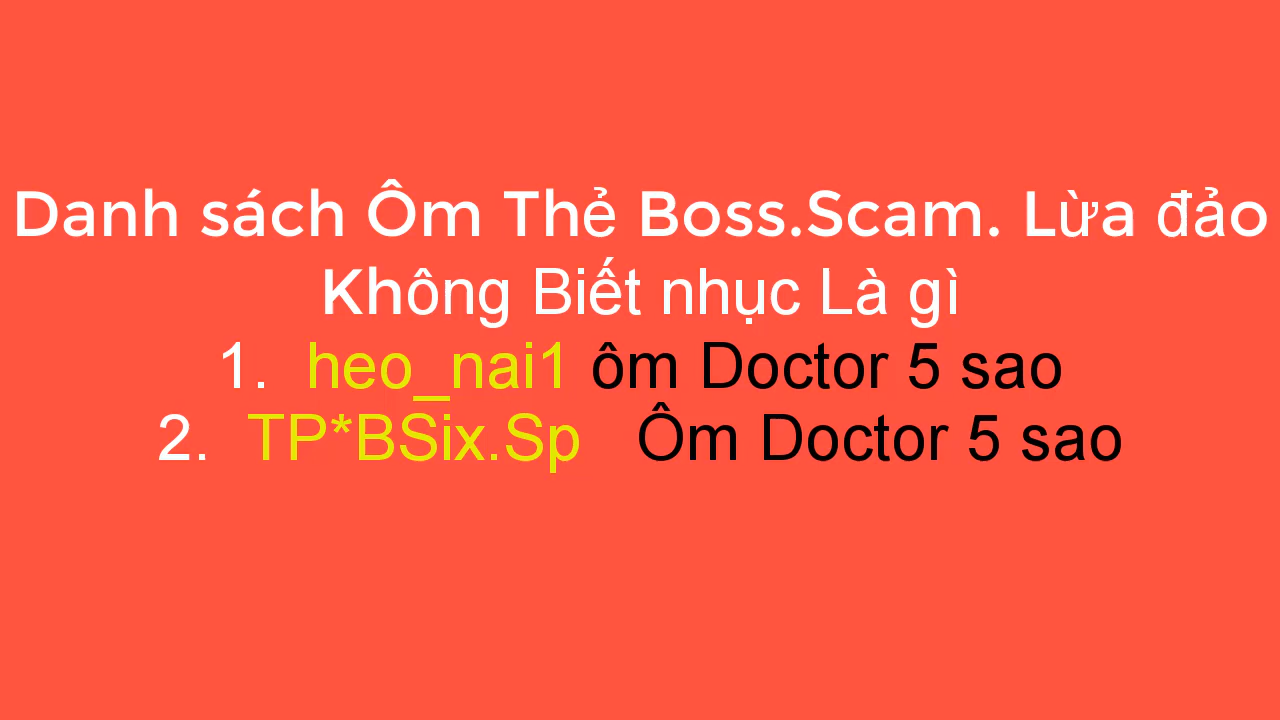 Danh sách Ôm Thẻ Boss.Scam. Lừa đảo
Không Biết nhục Là gì
1. heo_nai1 ôm Doctor 5 sao
2. TP*BSix.Sp Ôm Doctor 5 sao